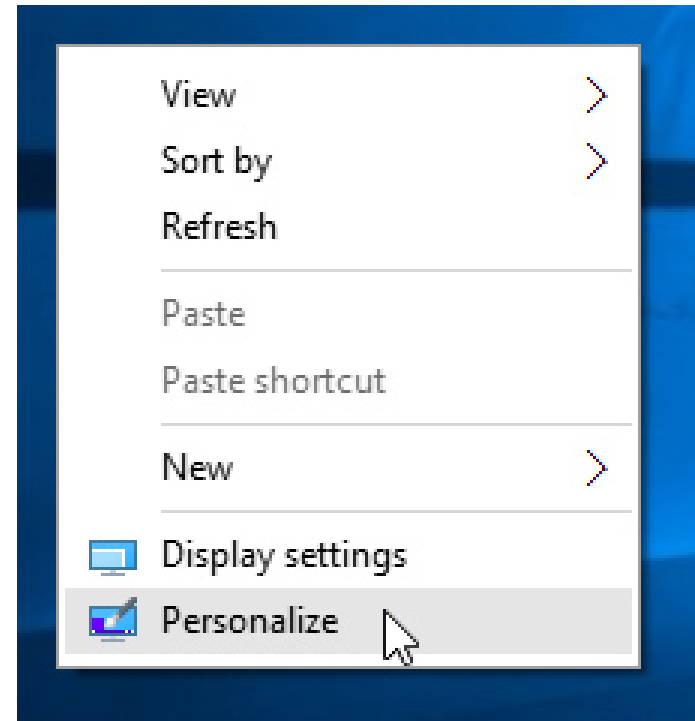 View
Sort by
Refresh
Paste
Paste shortcut
New
Display settings
Personalize